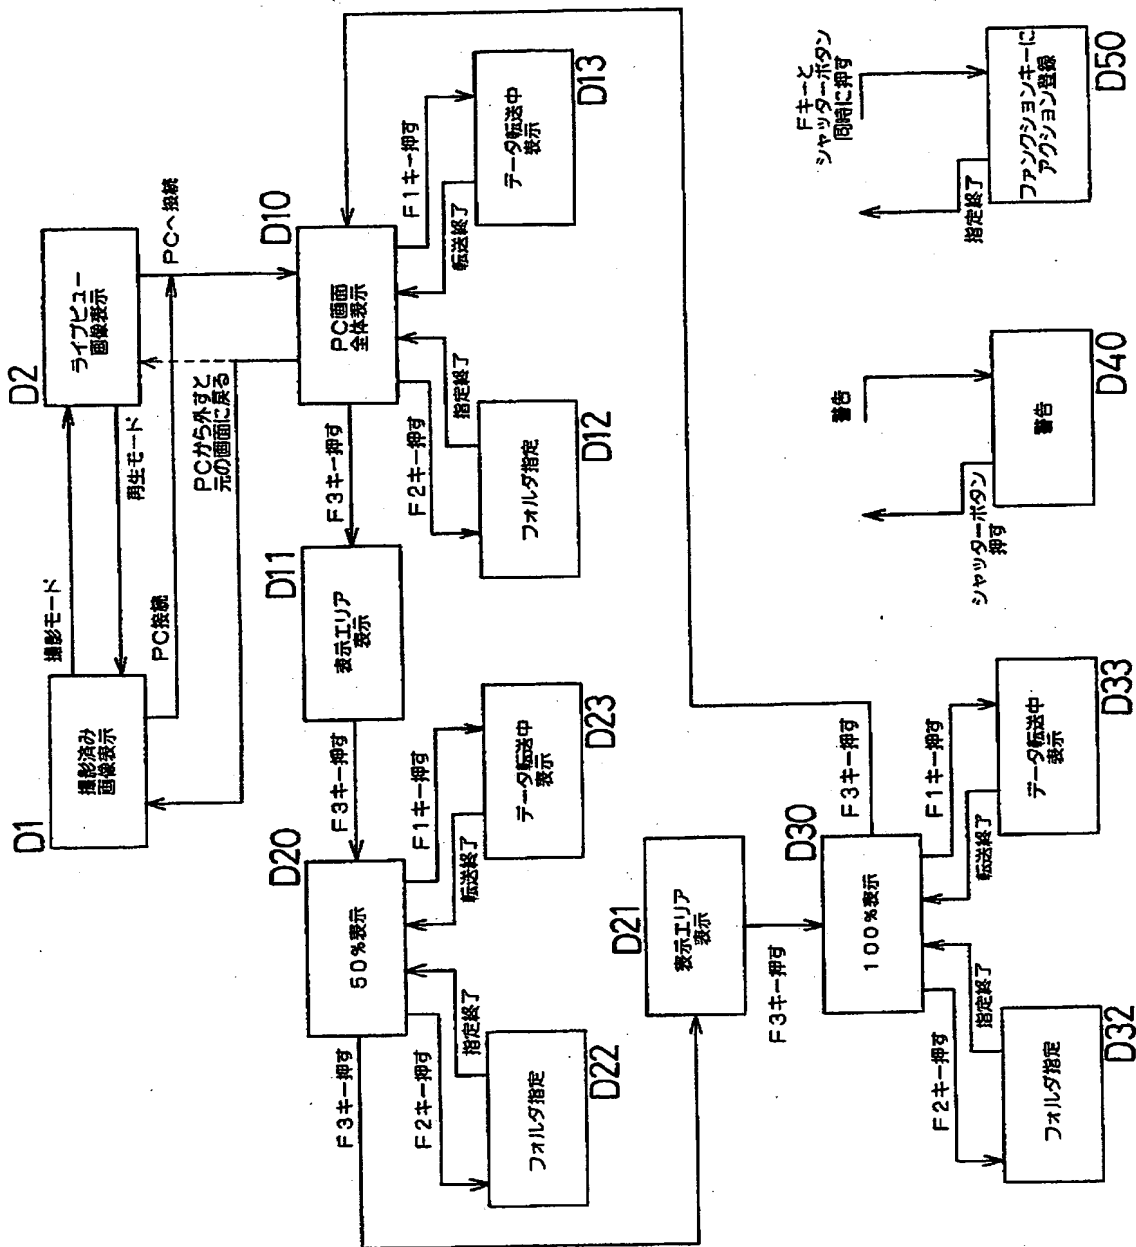 D1
撮影済み
画像表示
撮影モード
再生モード
D2
ライブビュー
画像表示
PC接続
PCへ接続
PCから外すと
元の画面に戻る
D10
PC画面
全体表示
F1キー押す
転送終了
D13
データ転送中
表示
F2キー押す
指定終了
D12
フォルダ指定
F3キー押す
D11
表示エリア
表示
F3キー押す
D20
50%表示
F1キー押す
転送終了
D23
データ転送中
表示
F2キー押す
指定終了
D22
フォルダ指定
F3キー押す
D21
表示エリア
表示
F3キー押す
D30
100%表示
F3キー押す
F1キー押す
転送終了
D33
データ転送中
表示
F2キー押す
指定終了
D32
フォルダ指定
警告
D40
警告
シャッターボタン
押す
Fキーと
シャッターボタン
同時に押す
D50
ファンクションキーに
アクション登録
指定終了